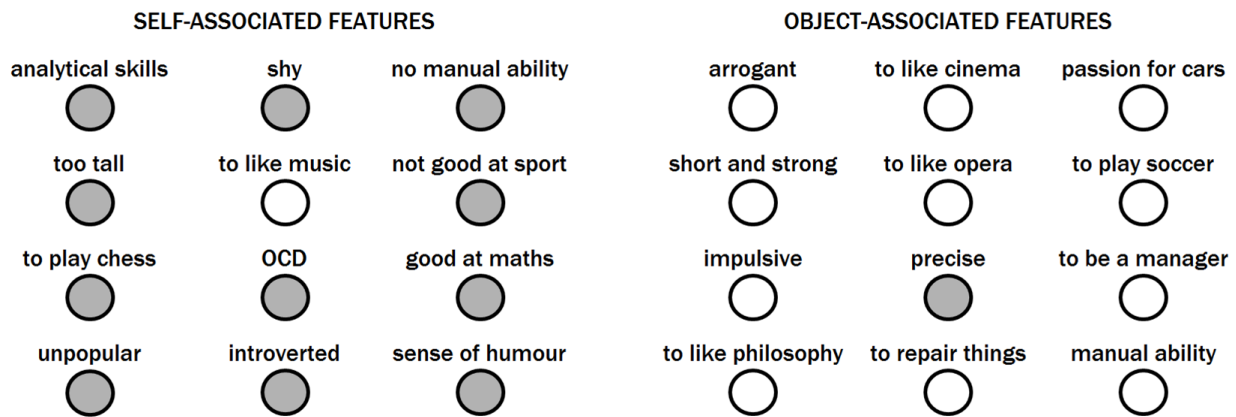 SELF-ASSOCIATED FEATURES
OBJECT-ASSOCIATED FEATURES
analytical skills
shy
no manual ability
arrogant
to like cinema
passion for cars
too tall
to like music
not good at sport
short and strong
to like opera
to play soccer
to play chess
OCD
good at maths
impulsive
precise
to be a manager
unpopular
introverted
sense of humour
to like philosophy
to repair things
manual ability